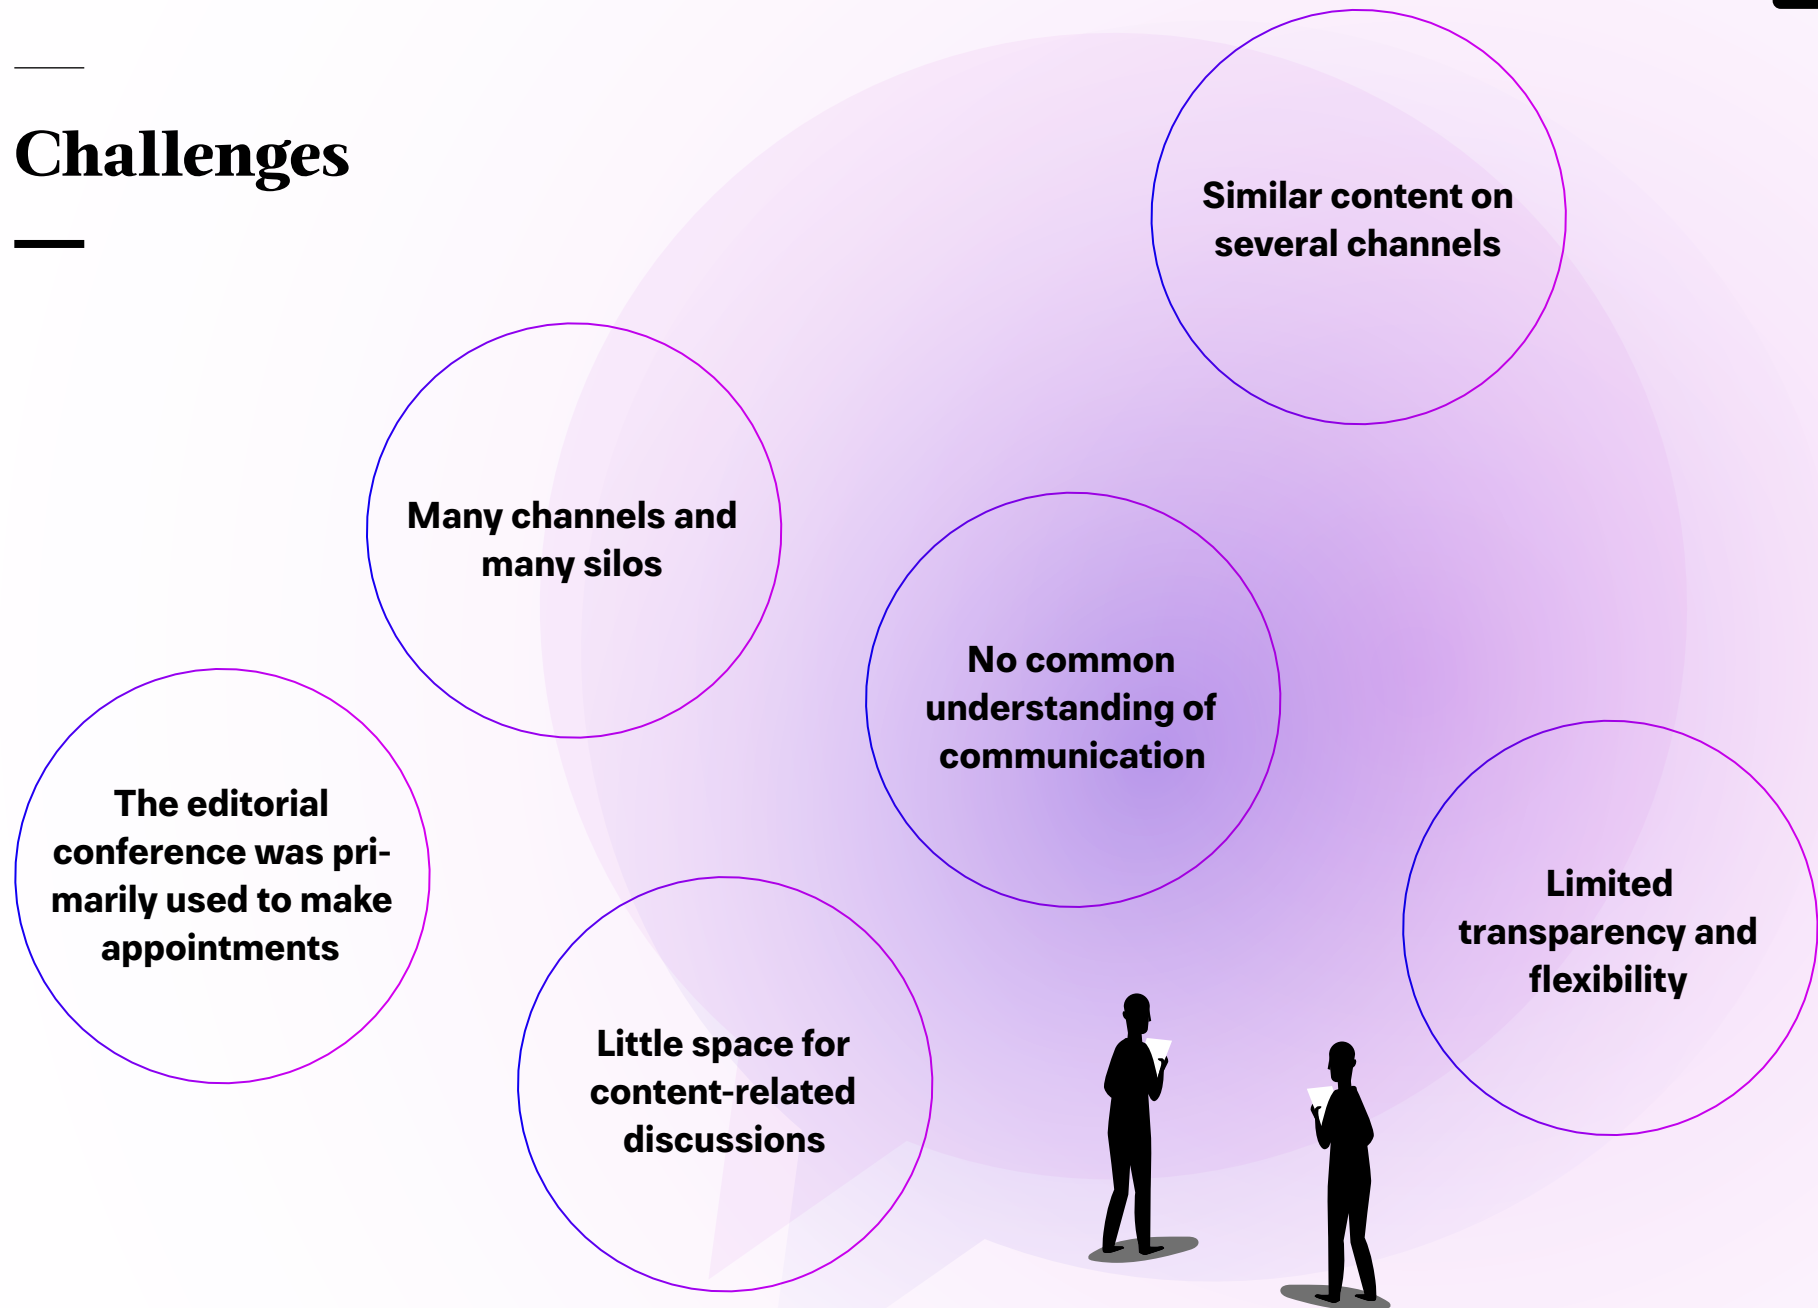 Challenges
Similar content on
several channels
Many channels and
many silos
No common
understanding of
communication
The editorial
conference was pri-
marily used to make
appointments
Limited
transparency and
flexibility
Little space for
content-related
discussions